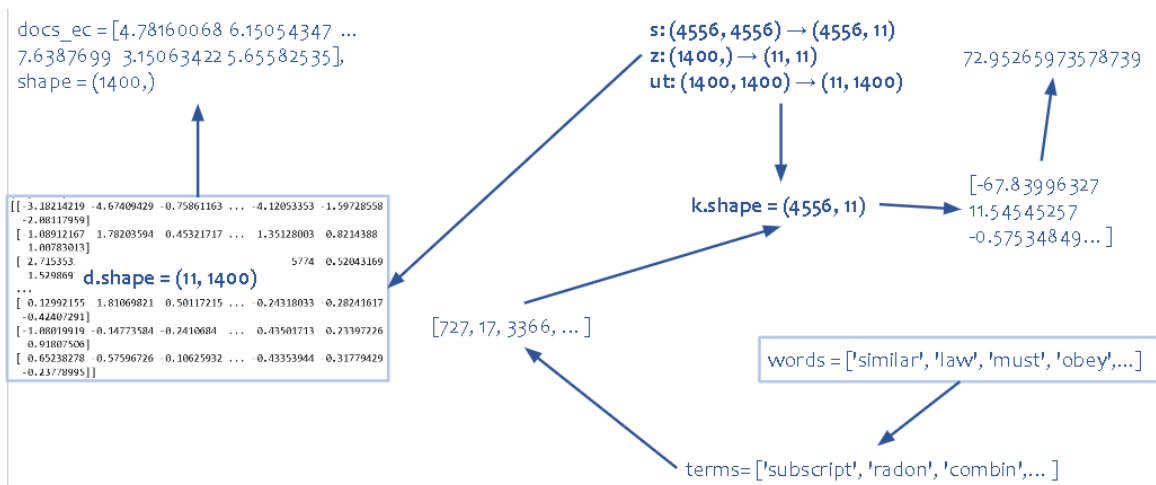 docs_ec = [4.78160068 6.15054347 ...
7.6387699 3.15063422 5.65582535],
shape = (1400,)
s: (4556, 4556) → (4556, 11)
z: (1400,) → (11, 11)
ut: (1400, 1400) → (11, 1400)
72.95265973578739
[[-3.18214219 -4.67409429 -0.75861163 ... -4.12053353 -1.59728558
-2.08117959]
[-1.08912167 1.78203594 0.45321717 ... 1.35128003 0.8214388
1.00783013]
[ 2.715353 5774 0.52043169
1.52986
d.shape = (11, 1400)
...
[ 0.12992155 1.81069821 0.50117215 ... -0.24318033 -0.28241617
-0.42407291]
[-1.08019919 -0.14773584 -0.2410684 ... 0.43501713 0.23397226
0.91807506]
[ 0.65238278 -0.57596726 -0.10625932 ... -0.43353944 -0.31779429
-0.23778995]]
k.shape = (4556, 11)
[-67.83996327
11.54545257
-0.57534849... ]
[727, 17, 3366, ... ]
words = ['similar', 'law', 'must', 'obey',...]
terms= ['subscript', 'radon', 'combin',... ]